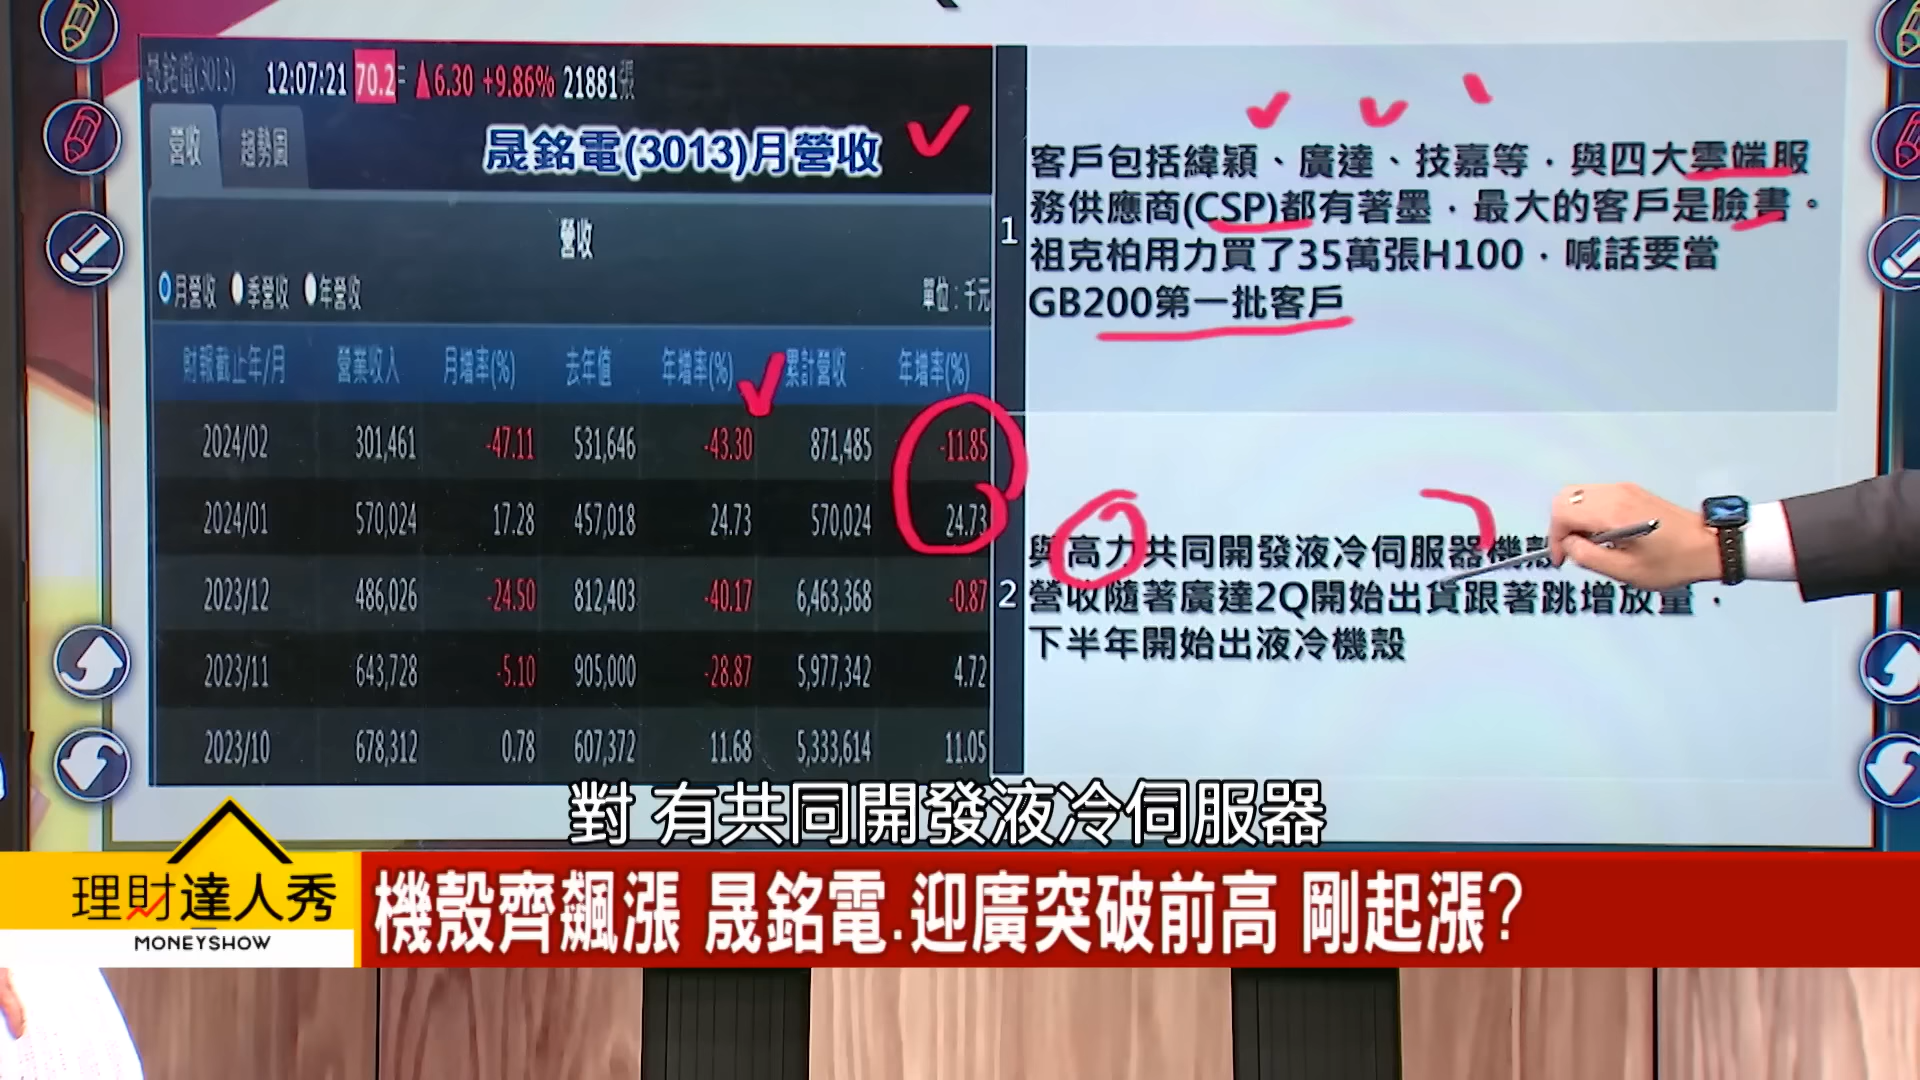 晟銘電(3013) 12:07:21 70.2 ▲6.30 +9.86% 21881張
營收 趨勢圖
晟銘電(3013)月營收
營收
月營收 季營收 年營收 單位:千元
財報截止年/月 營業收入 月增率(%) 去年值 年增率(%) 累計營收 年增率(%)
2024/02 301,461 -47.11 531,646 -43.30 871,485 -11.85
2024/01 570,024 17.28 457,018 24.73 570,024 24.73
2023/12 486,026 -24.50 812,403 -40.17 6,463,368 -0.87
2023/11 643,728 -5.10 905,000 -28.87 5,977,342 4.72
2023/10 678,312 0.78 607,372 11.68 5,333,614 11.05
1
客戶包括緯穎、廣達、技嘉等,與四大雲端服
務供應商(CSP)都有著墨,最大的客戶是臉書。
祖克柏用力買了35萬張H100,喊話要當
GB200第一批客戶
2
與高力共同開發液冷伺服器機殼
營收隨著廣達2Q開始出貨跟著跳增放量,
下半年開始出液冷機殼
對 有共同開發液冷伺服器
理財達人秀
MONEYSHOW
機殼齊飆漲 晟銘電.迎廣突破前高 剛起漲?